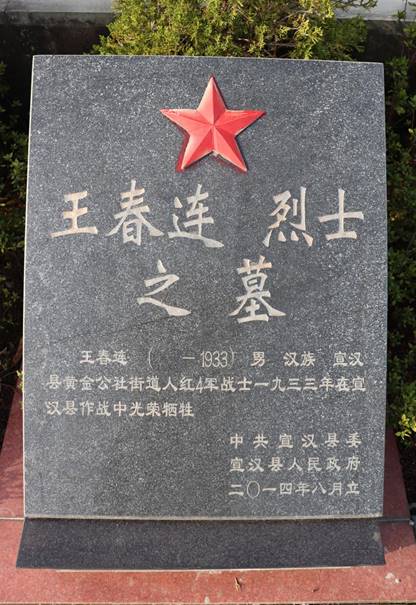 王春连 烈士
之 墓
王春连 ( —1933) 男 汉族 宣汉
县黄金公社街道人红4军战士一九三三年在宣
汉县作战中光荣牺牲
中共宣汉县委
宣汉县人民政府
二〇一四年八月立